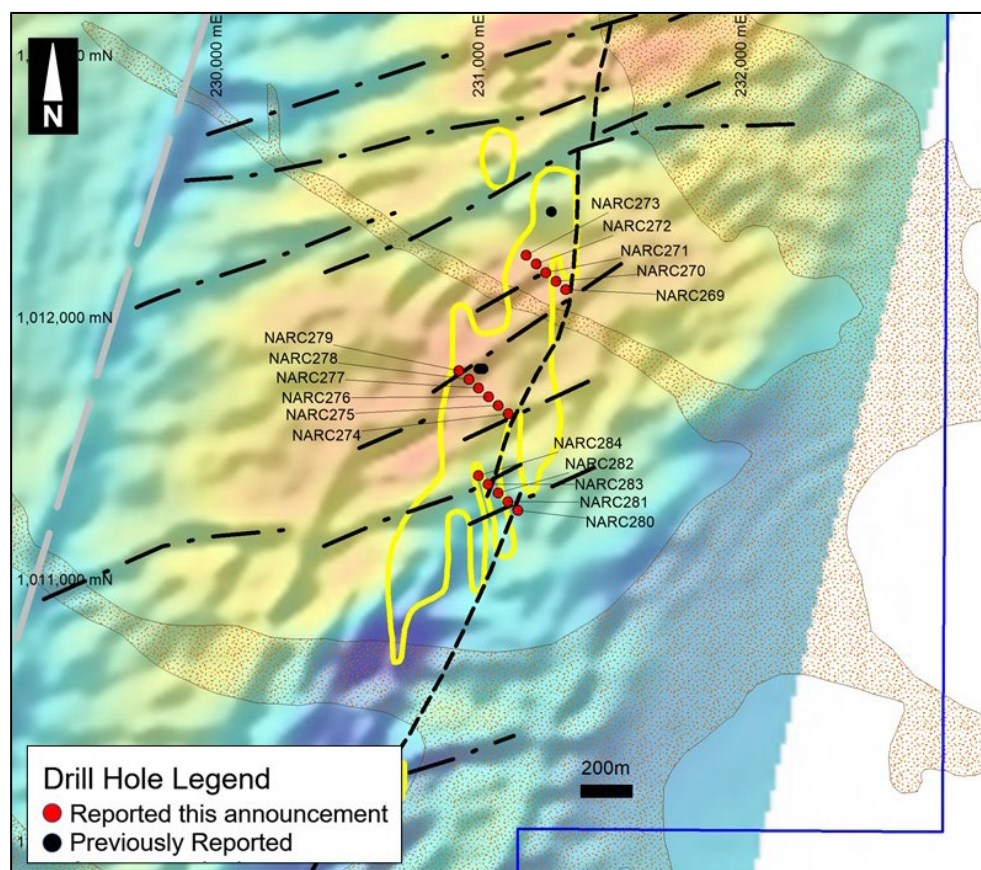 230,000 mE
231,000 mE
232,000 mE
N
NARC273
NARC272
NARC271
NARC270
NARC269
1,012,000 mN
NARC279
NARC278
NARC277
NARC276
NARC275
NARC274
NARC284
NARC282
NARC283
NARC281
NARC280
1,011,000 mN
200m
Drill Hole Legend
Reported this announcement
Previously Reported